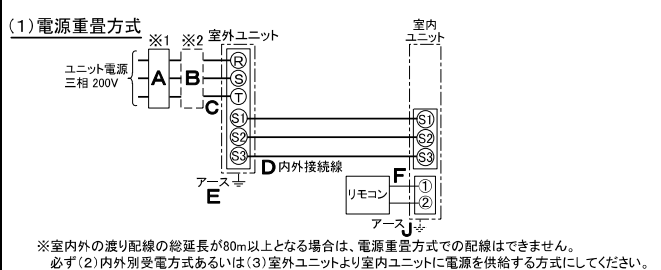 (1)電源重畳方式
※1 ※2 室外ユニット
室内
ユニット
ユニット電源
三相 200V
A
B
C
R
S
T
S1
S2
S3
S1
S2
S3
D 内外接続線
アース
E
リモコン
F
①
②
アース
J
※室内外の渡り配線の総延長が80m以上となる場合は、電源重畳方式での配線はできません。
必ず(2)内外別受電方式あるいは(3)室外ユニットより室内ユニットに電源を供給する方式にしてください。